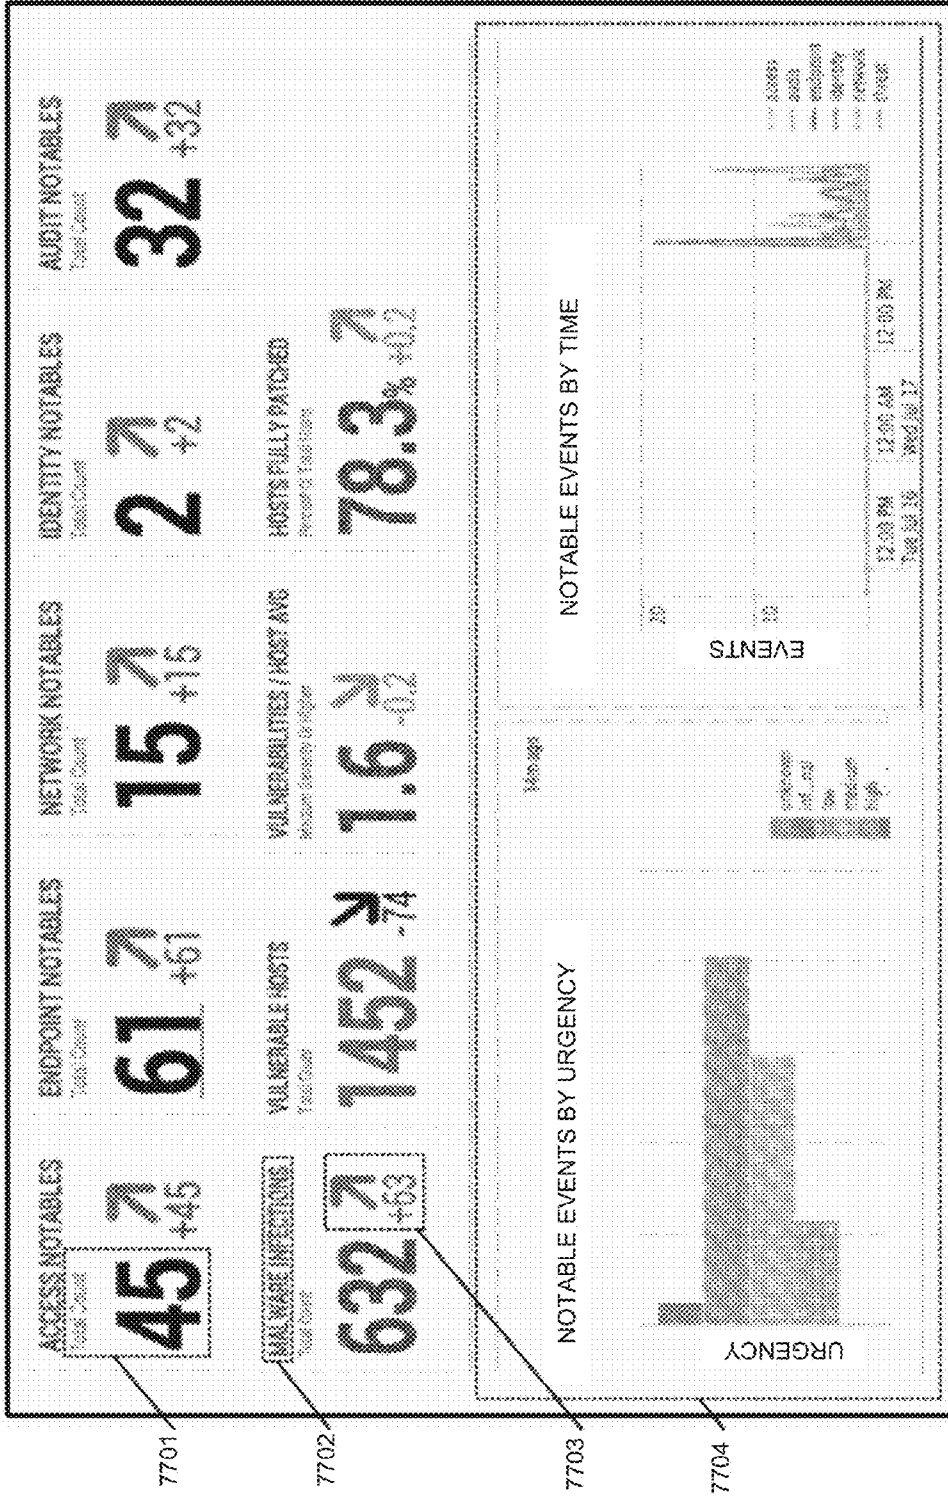 ACCESS NOTABLES
Total Count
45 +45
ENDPOINT NOTABLES
Total Count
61 +61
NETWORK NOTABLES
Total Count
15 +15
IDENTITY NOTABLES
Total Count
2 +2
AUDIT NOTABLES
Total Count
32 +32
MALWARE INFECTIONS
Total Count
632 +63
VULNERABLE HOSTS
Total Count
1452 -74
VULNERABILITIES / HOST AVG
1.6 -0.2
HOSTS FULLY PATCHED
78.3% +0.2
NOTABLE EVENTS BY URGENCY
URGENCY
high
NOTABLE EVENTS BY TIME
EVENTS
20
10
12:00 PM
12:00 AM
12:00 PM
7701
7702
7703
7704